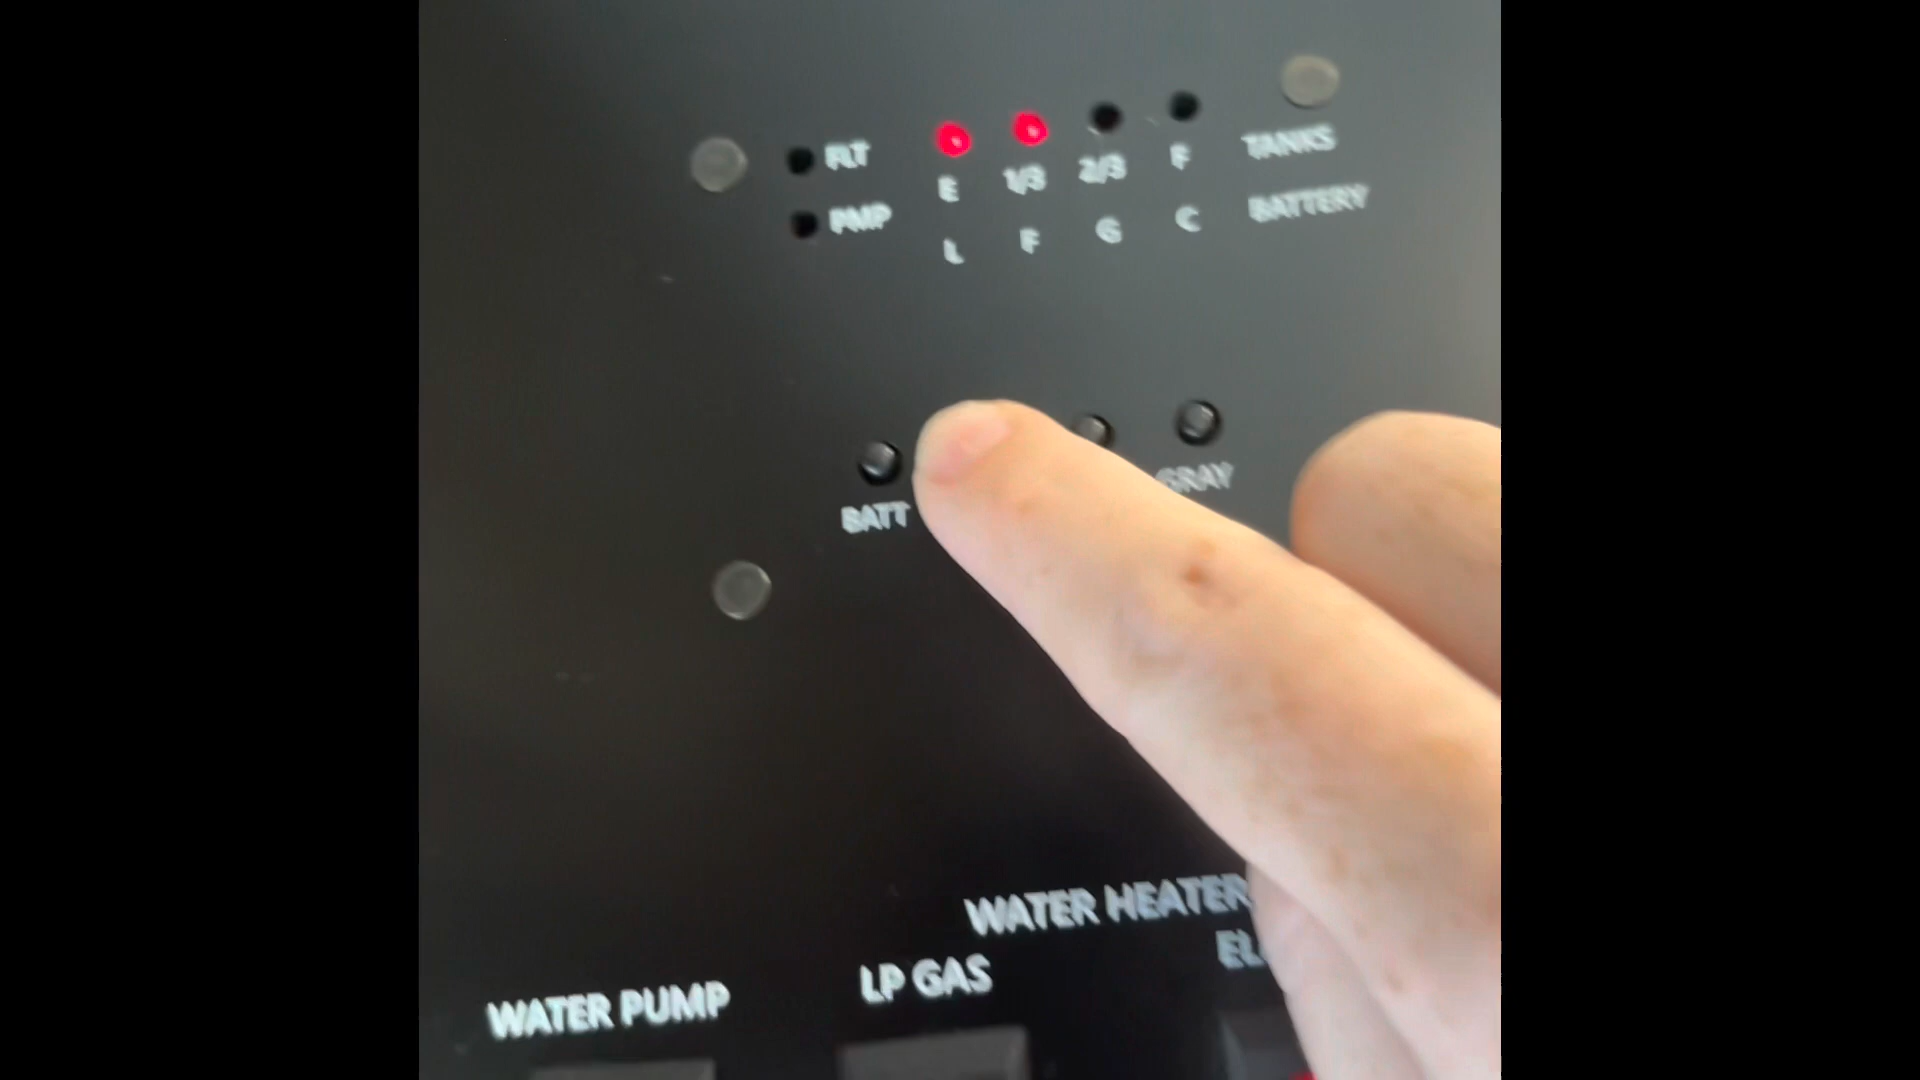 FLT E 1/3 2/3 F TANKS
PMP L F G C BATTERY
BATT GRAY
WATER HEATER
WATER PUMP LP GAS